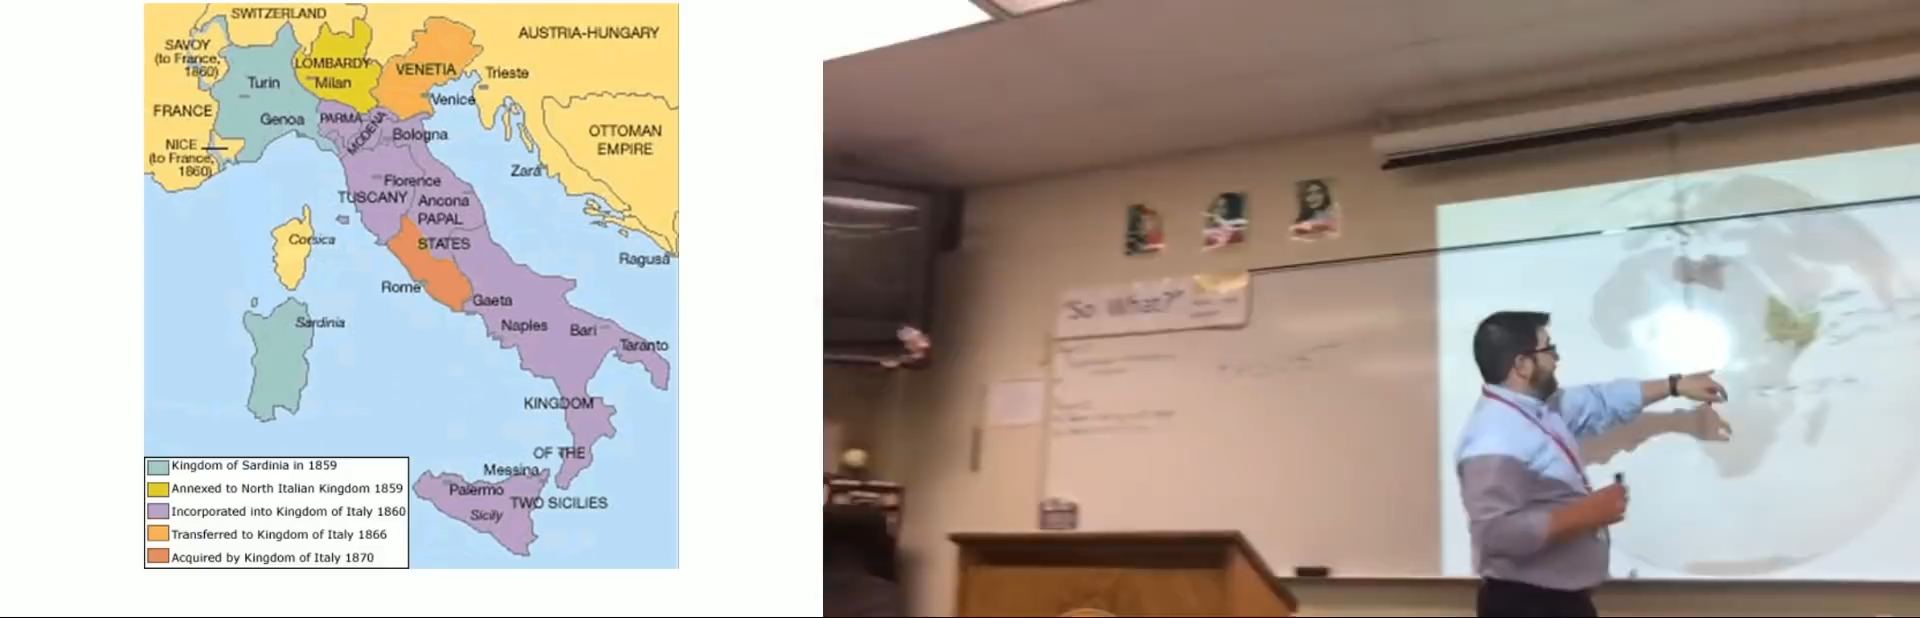 SWITZERLAND
AUSTRIA-HUNGARY
SAVOY
(to France,
1860)
LOMBARDY
VENETIA
Trieste
Turin
Milan
Venice
FRANCE
Genoa
PARMA
MODENA
Bologna
OTTOMAN
EMPIRE
NICE
(to France,
1860)
Zara
Florence
TUSCANY
Ancona
PAPAL
STATES
Corsica
Ragusa
Rome
Gaeta
Sardinia
Naples
Bari
Taranto
KINGDOM
OF THE
Messina
Palermo
TWO SICILIES
Sicily
Kingdom of Sardinia in 1859
Annexed to North Italian Kingdom 1859
Incorporated into Kingdom of Italy 1860
Transferred to Kingdom of Italy 1866
Acquired by Kingdom of Italy 1870
"So What?"